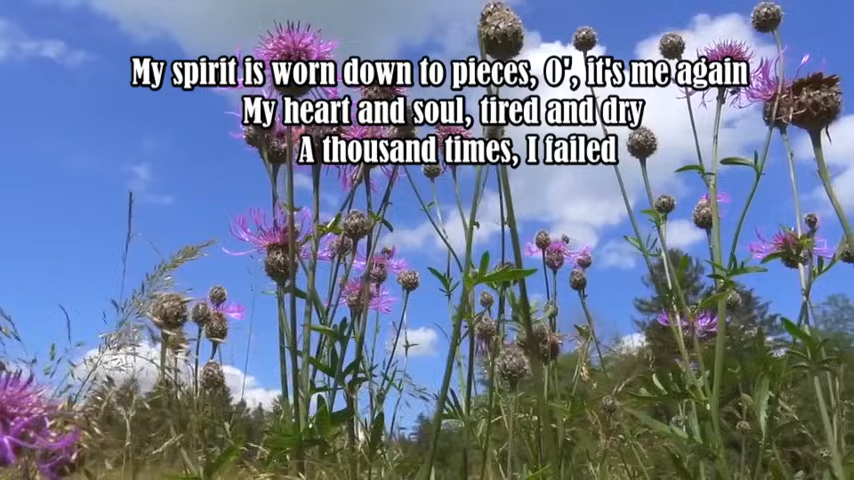 My spirit is worn down to pieces, O', it's me again
My heart and soul, tired and dry
A thousand times, I failed